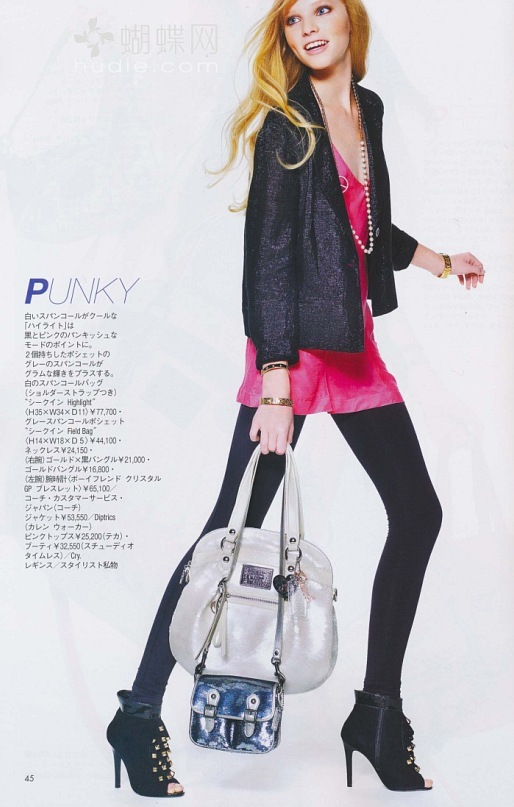 蝴蝶网
hudie.com
PUNKY
白いスパンコールがクールな
「ハイライト」は
黒とピンクのパンキッシュな
モードのポイントに。
2個持ちしたポシェットの
グレーのスパンコールが
グラムな輝きをプラスする。
白のスパンコールバッグ
(ショルダーストラップつき)
"シークイン Highlight"
〈H35×W34×D11〉¥77,700・
グレースパンコールポシェット
"シークイン Field Bag"
〈H14×W18×D 5〉¥44,100・
ネックレス¥24,150・
(右腕)ゴールド×黒バングル¥21,000・
ゴールドバングル¥16,800・
(左腕)腕時計〈ボーイフレンド クリスタル
GP ブレスレット〉¥65,100/
コーチ・カスタマーサービス・
ジャパン(コーチ)
ジャケット¥53,550/Diptrics
(カレン ウォーカー)
ピンクトップス¥25,200(テカ)・
ブーティ¥32,550(スチューディオ
タイムレス)/Cry.
レギンス/スタイリスト私物
45